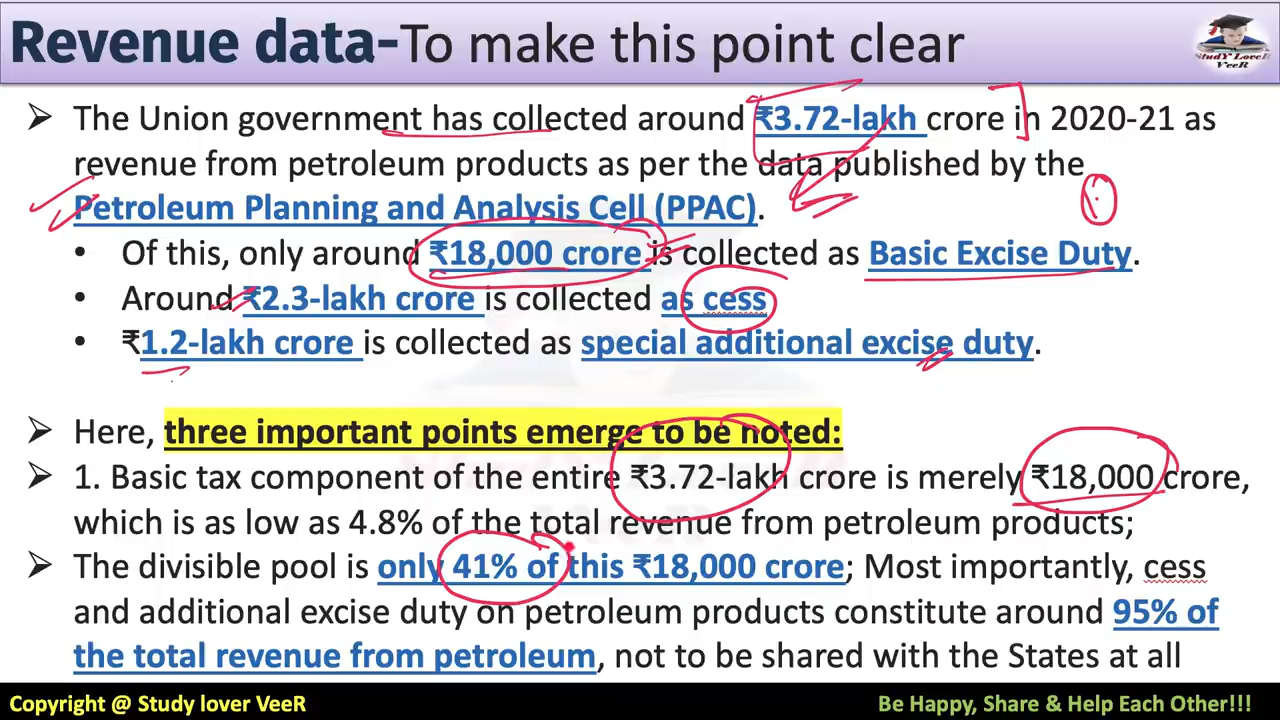 Revenue data-To make this point clear
StudY LoveR
VeeR
➢ The Union government has collected around ₹3.72-lakh crore in 2020-21 as
revenue from petroleum products as per the data published by the
Petroleum Planning and Analysis Cell (PPAC).
• Of this, only around ₹18,000 crore is collected as Basic Excise Duty.
• Around ₹2.3-lakh crore is collected as cess
• ₹1.2-lakh crore is collected as special additional excise duty.
➢ Here, three important points emerge to be noted:
➢ 1. Basic tax component of the entire ₹3.72-lakh crore is merely ₹18,000 crore,
which is as low as 4.8% of the total revenue from petroleum products;
➢ The divisible pool is only 41% of this ₹18,000 crore; Most importantly, cess
and additional excise duty on petroleum products constitute around 95% of
the total revenue from petroleum, not to be shared with the States at all
Copyright @ Study lover VeeR
Be Happy, Share & Help Each Other!!!